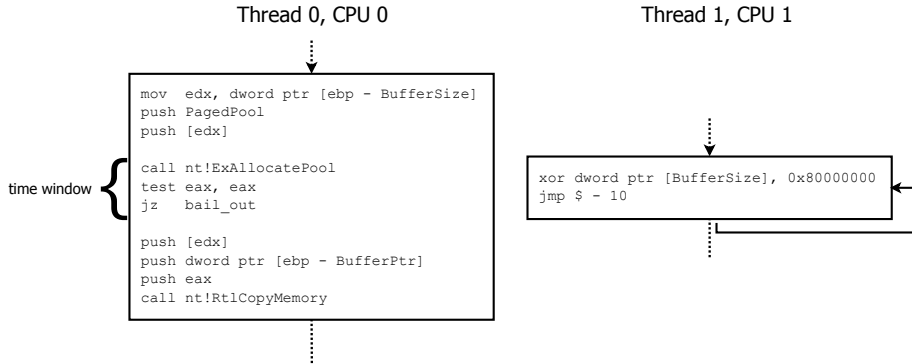 Thread 0, CPU 0
mov edx, dword ptr [ebp - BufferSize]
push PagedPool
push [edx]
call nt!ExAllocatePool
test eax, eax
jz bail_out
push [edx]
push dword ptr [ebp - BufferPtr]
push eax
call nt!RtlCopyMemory
time window
Thread 1, CPU 1
xor dword ptr [BufferSize], 0x80000000
jmp $ - 10